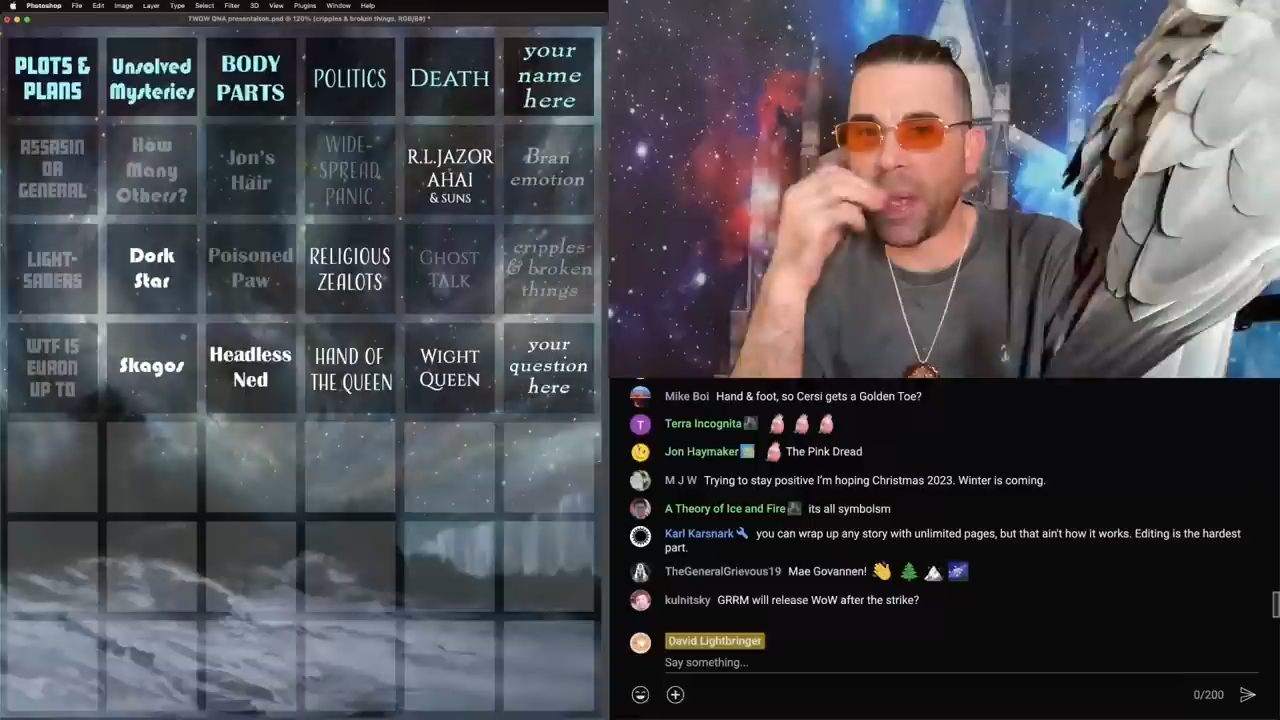 Photoshop File Edit Image Layer Type Select Filter 3D View Plugins Window Help
TWOW QNA presentaiton.psd @ 120% (cripples & broken things, RGB/8#) *
PLOTS &
PLANS
Unsolved
Mysteries
BODY
PARTS
POLITICS
DEATH
your
name
here
ASSASIN
OR
GENERAL
How
Many
Others?
Jon's
Hair
WIDE-
SPREAD
PANIC
R.L.JAZOR
AHAI
& SUNS
Bran
emotion
LIGHT-
SABERS
Dork
Star
Poisoned
Paw
RELIGIOUS
ZEALOTS
GHOST
TALK
cripples
& broken
things
WTF IS
EURON
UP TO
Skagos
Headless
Ned
HAND OF
THE QUEEN
WIGHT
QUEEN
your
question
here
Mike Boi Hand & foot, so Cersi gets a Golden Toe?
Terra Incognita
Jon Haymaker The Pink Dread
M J W Trying to stay positive I'm hoping Christmas 2023. Winter is coming.
A Theory of Ice and Fire its all symbolsm
Karl Karsnark you can wrap up any story with unlimited pages, but that ain't how it works. Editing is the hardest
part.
TheGeneralGrievous19 Mae Govannen!
kulnitsky GRRM will release WoW after the strike?
David Lightbringer
Say something...
0/200